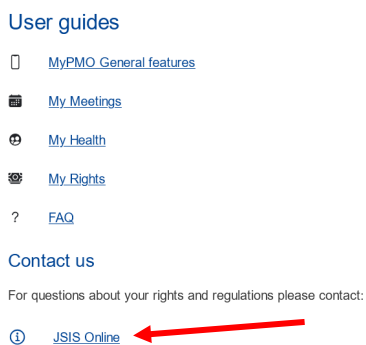 User guides
MyPMO General features
My Meetings
My Health
My Rights
? FAQ
Contact us
For questions about your rights and regulations please contact:
JSIS Online